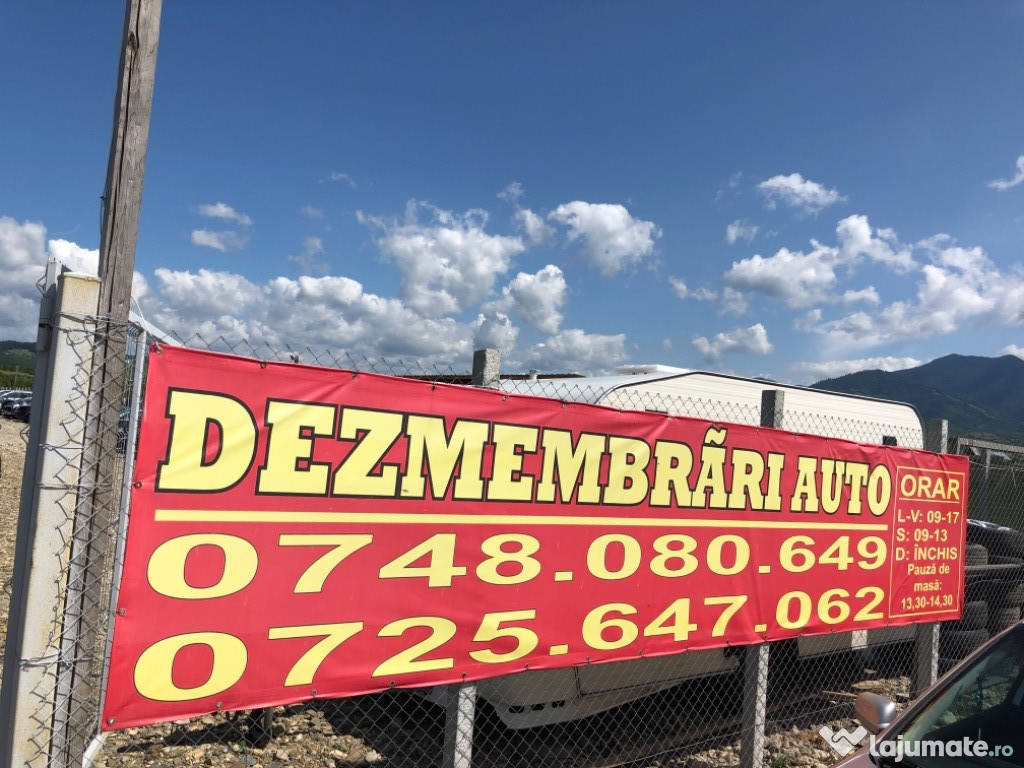 DEZMEMBRÃRI AUTO
0748.080.649
0725.647.062
ORAR
L-V: 09-17
S: 09-13
D: ÎNCHIS
Pauză de
masă:
13,30-14,30
lajumate.ro